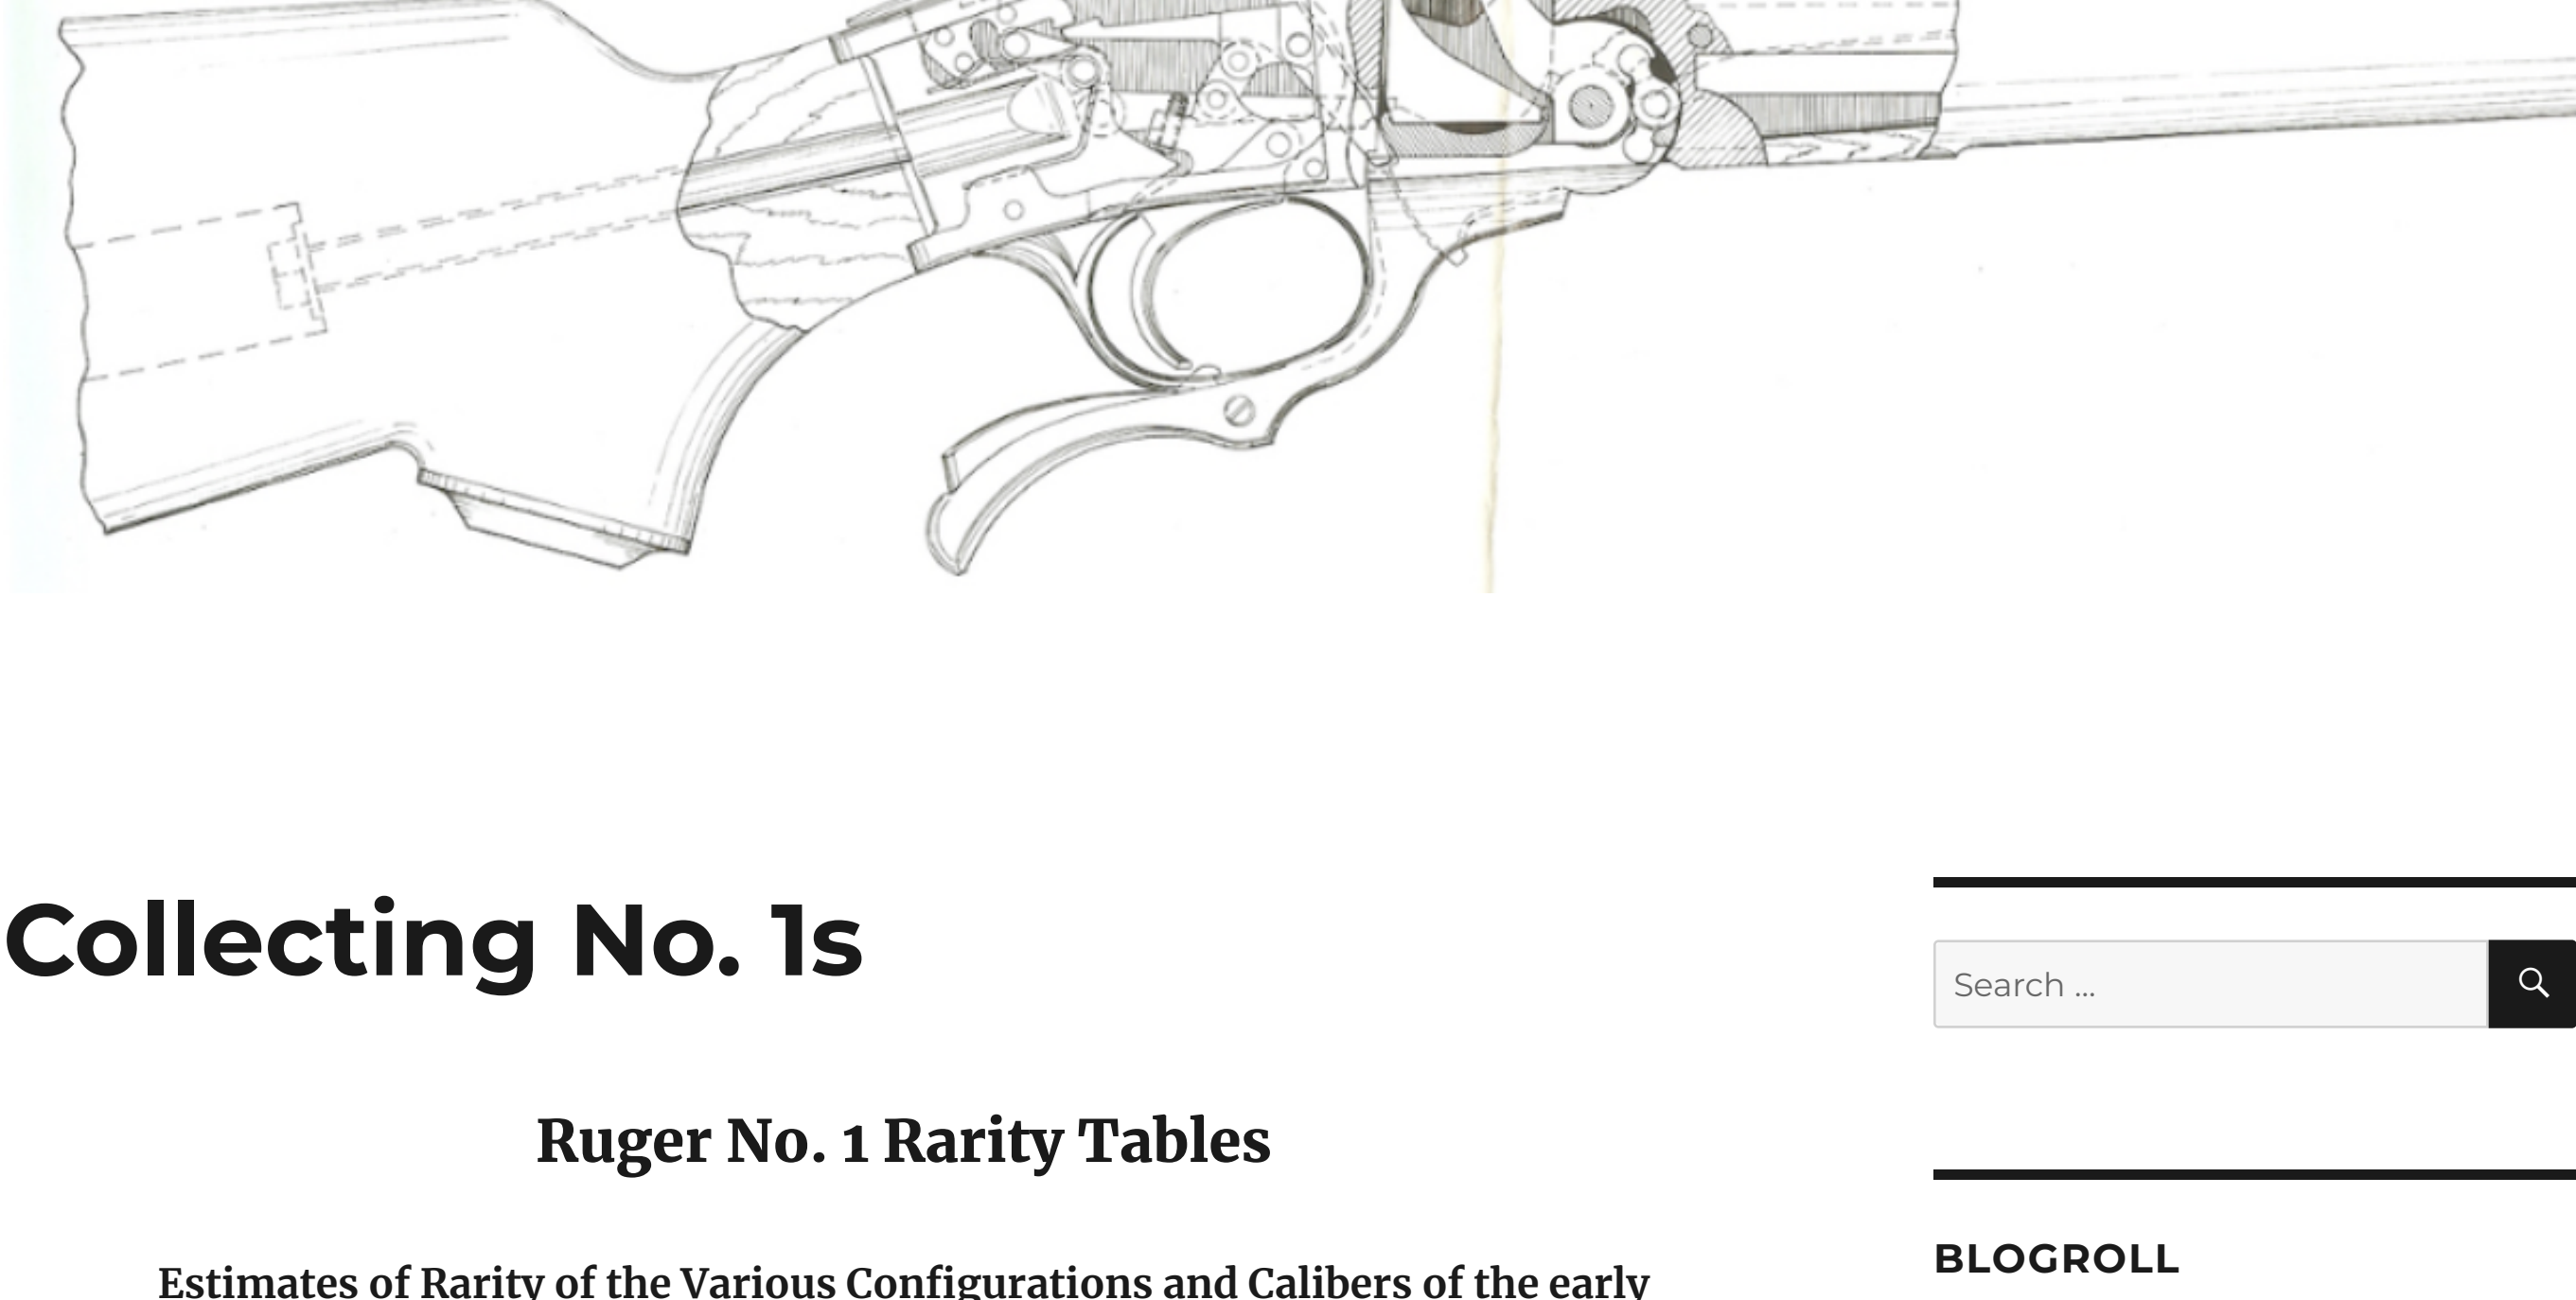 Collecting No. 1s
Search ...
Ruger No. 1 Rarity Tables
BLOGROLL
Estimates of Rarity of the Various Configurations and Calibers of the early